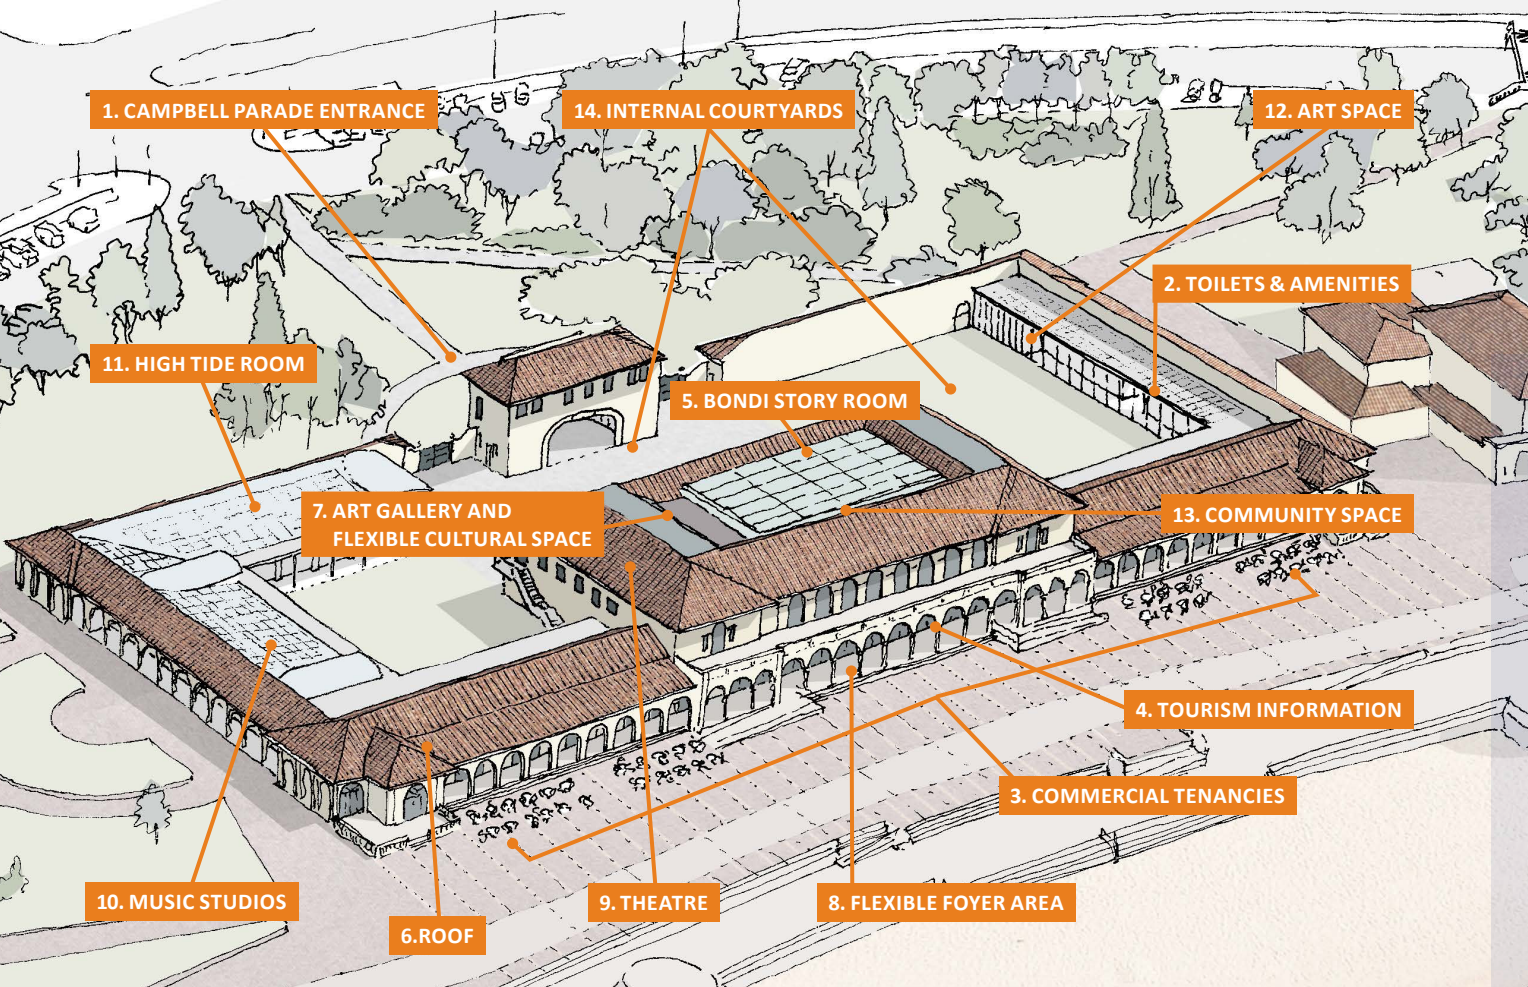 1. CAMPBELL PARADE ENTRANCE
14. INTERNAL COURTYARDS
12. ART SPACE
2. TOILETS & AMENITIES
11. HIGH TIDE ROOM
5. BONDI STORY ROOM
7. ART GALLERY AND
FLEXIBLE CULTURAL SPACE
13. COMMUNITY SPACE
4. TOURISM INFORMATION
3. COMMERCIAL TENANCIES
10. MUSIC STUDIOS
9. THEATRE
8. FLEXIBLE FOYER AREA
6.ROOF